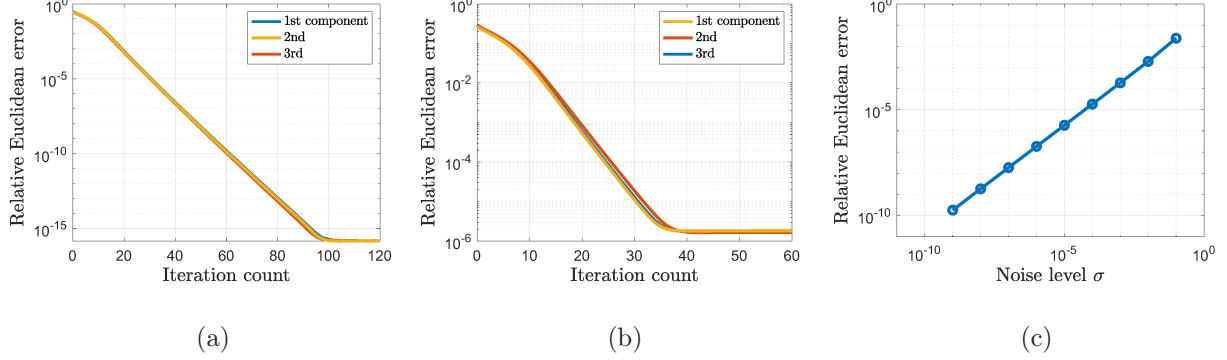 Relative Euclidean error
10^0
10^-5
10^-10
10^-15
0
20
40
60
80
100
120
Iteration count
1st component
2nd
3rd
(a)
Relative Euclidean error
10^-2
10^-4
10^-6
0
10
20
30
40
50
60
Iteration count
1st component
2nd
3rd
(b)
Relative Euclidean error
10^0
10^-5
10^-10
10^-10
10^-5
10^0
Noise level σ
(c)